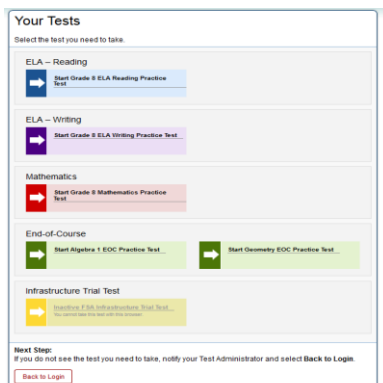 Your Tests
Select the test you need to take.
ELA – Reading
Start Grade 8 ELA Reading Practice
Test
ELA – Writing
Start Grade 8 ELA Writing Practice Test
Mathematics
Start Grade 8 Mathematics Practice
Test
End-of-Course
Start Algebra 1 EOC Practice Test
Start Geometry EOC Practice Test
Infrastructure Trial Test
Inactive FSA Infrastructure Trial Test
You cannot take this test with this browser.
Next Step:
If you do not see the test you need to take, notify your Test Administrator and select Back to Login.
Back to Login